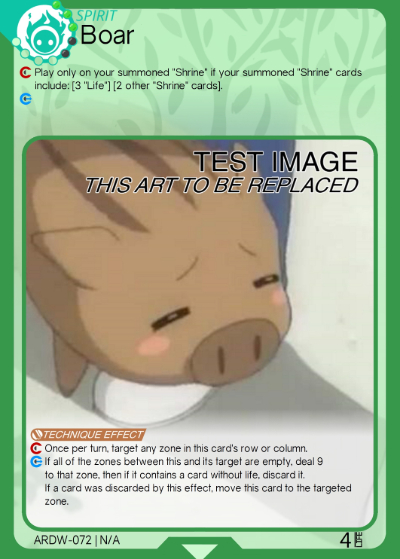 SPIRIT
Boar
Play only on your summoned "Shrine" if your summoned "Shrine" cards
include: [3 "Life"] [2 other "Shrine" cards].
TEST IMAGE
THIS ART TO BE REPLACED
TECHNIQUE EFFECT
Once per turn, target any zone in this card's row or column.
If all of the zones between this and its target are empty, deal 9
to that zone, then if it contains a card without life, discard it.
If a card was discarded by this effect, move this card to the targeted
zone.
ARDW-072 | N/A
4 LIFE